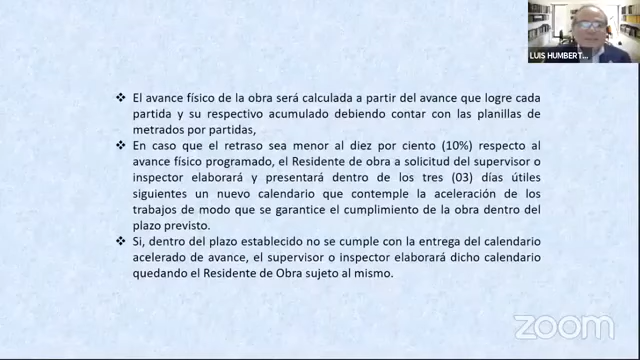 LUIS HUMBERT...
❖ El avance físico de la obra será calculada a partir del avance que logre cada
partida y su respectivo acumulado debiendo contar con las planillas de
metrados por partidas,
❖ En caso que el retraso sea menor al diez por ciento (10%) respecto al
avance físico programado, el Residente de obra a solicitud del supervisor o
inspector elaborará y presentará dentro de los tres (03) días útiles
siguientes un nuevo calendario que contemple la aceleración de los
trabajos de modo que se garantice el cumplimiento de la obra dentro del
plazo previsto.
❖ Si, dentro del plazo establecido no se cumple con la entrega del calendario
acelerado de avance, el supervisor o inspector elaborará dicho calendario
quedando el Residente de Obra sujeto al mismo.
zoom